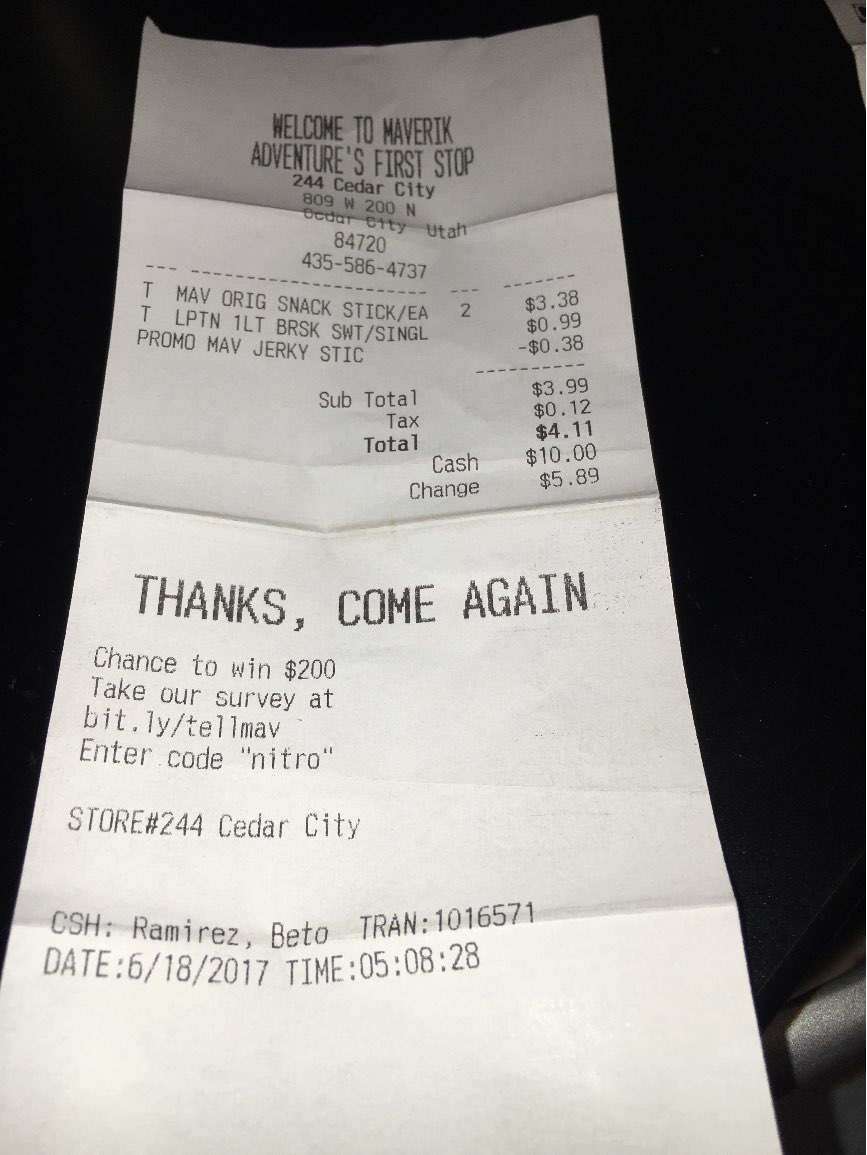 WELCOME TO MAVERIK
ADVENTURE'S FIRST STOP
244 Cedar City
809 W 200 N
Cedar City Utah
84720
435-586-4737
--- -------------------------- --- -------
T MAV ORIG SNACK STICK/EA 2 $3.38
T LPTN 1LT BRSK SWT/SINGL $0.99
PROMO MAV JERKY STIC -$0.38
-----------
Sub Total $3.99
Tax $0.12
Total $4.11
Cash $10.00
Change $5.89
THANKS, COME AGAIN
Chance to win $200
Take our survey at
bit.ly/tellmav
Enter code "nitro"
STORE#244 Cedar City
CSH: Ramirez, Beto TRAN:1016571
DATE:6/18/2017 TIME:05:08:28